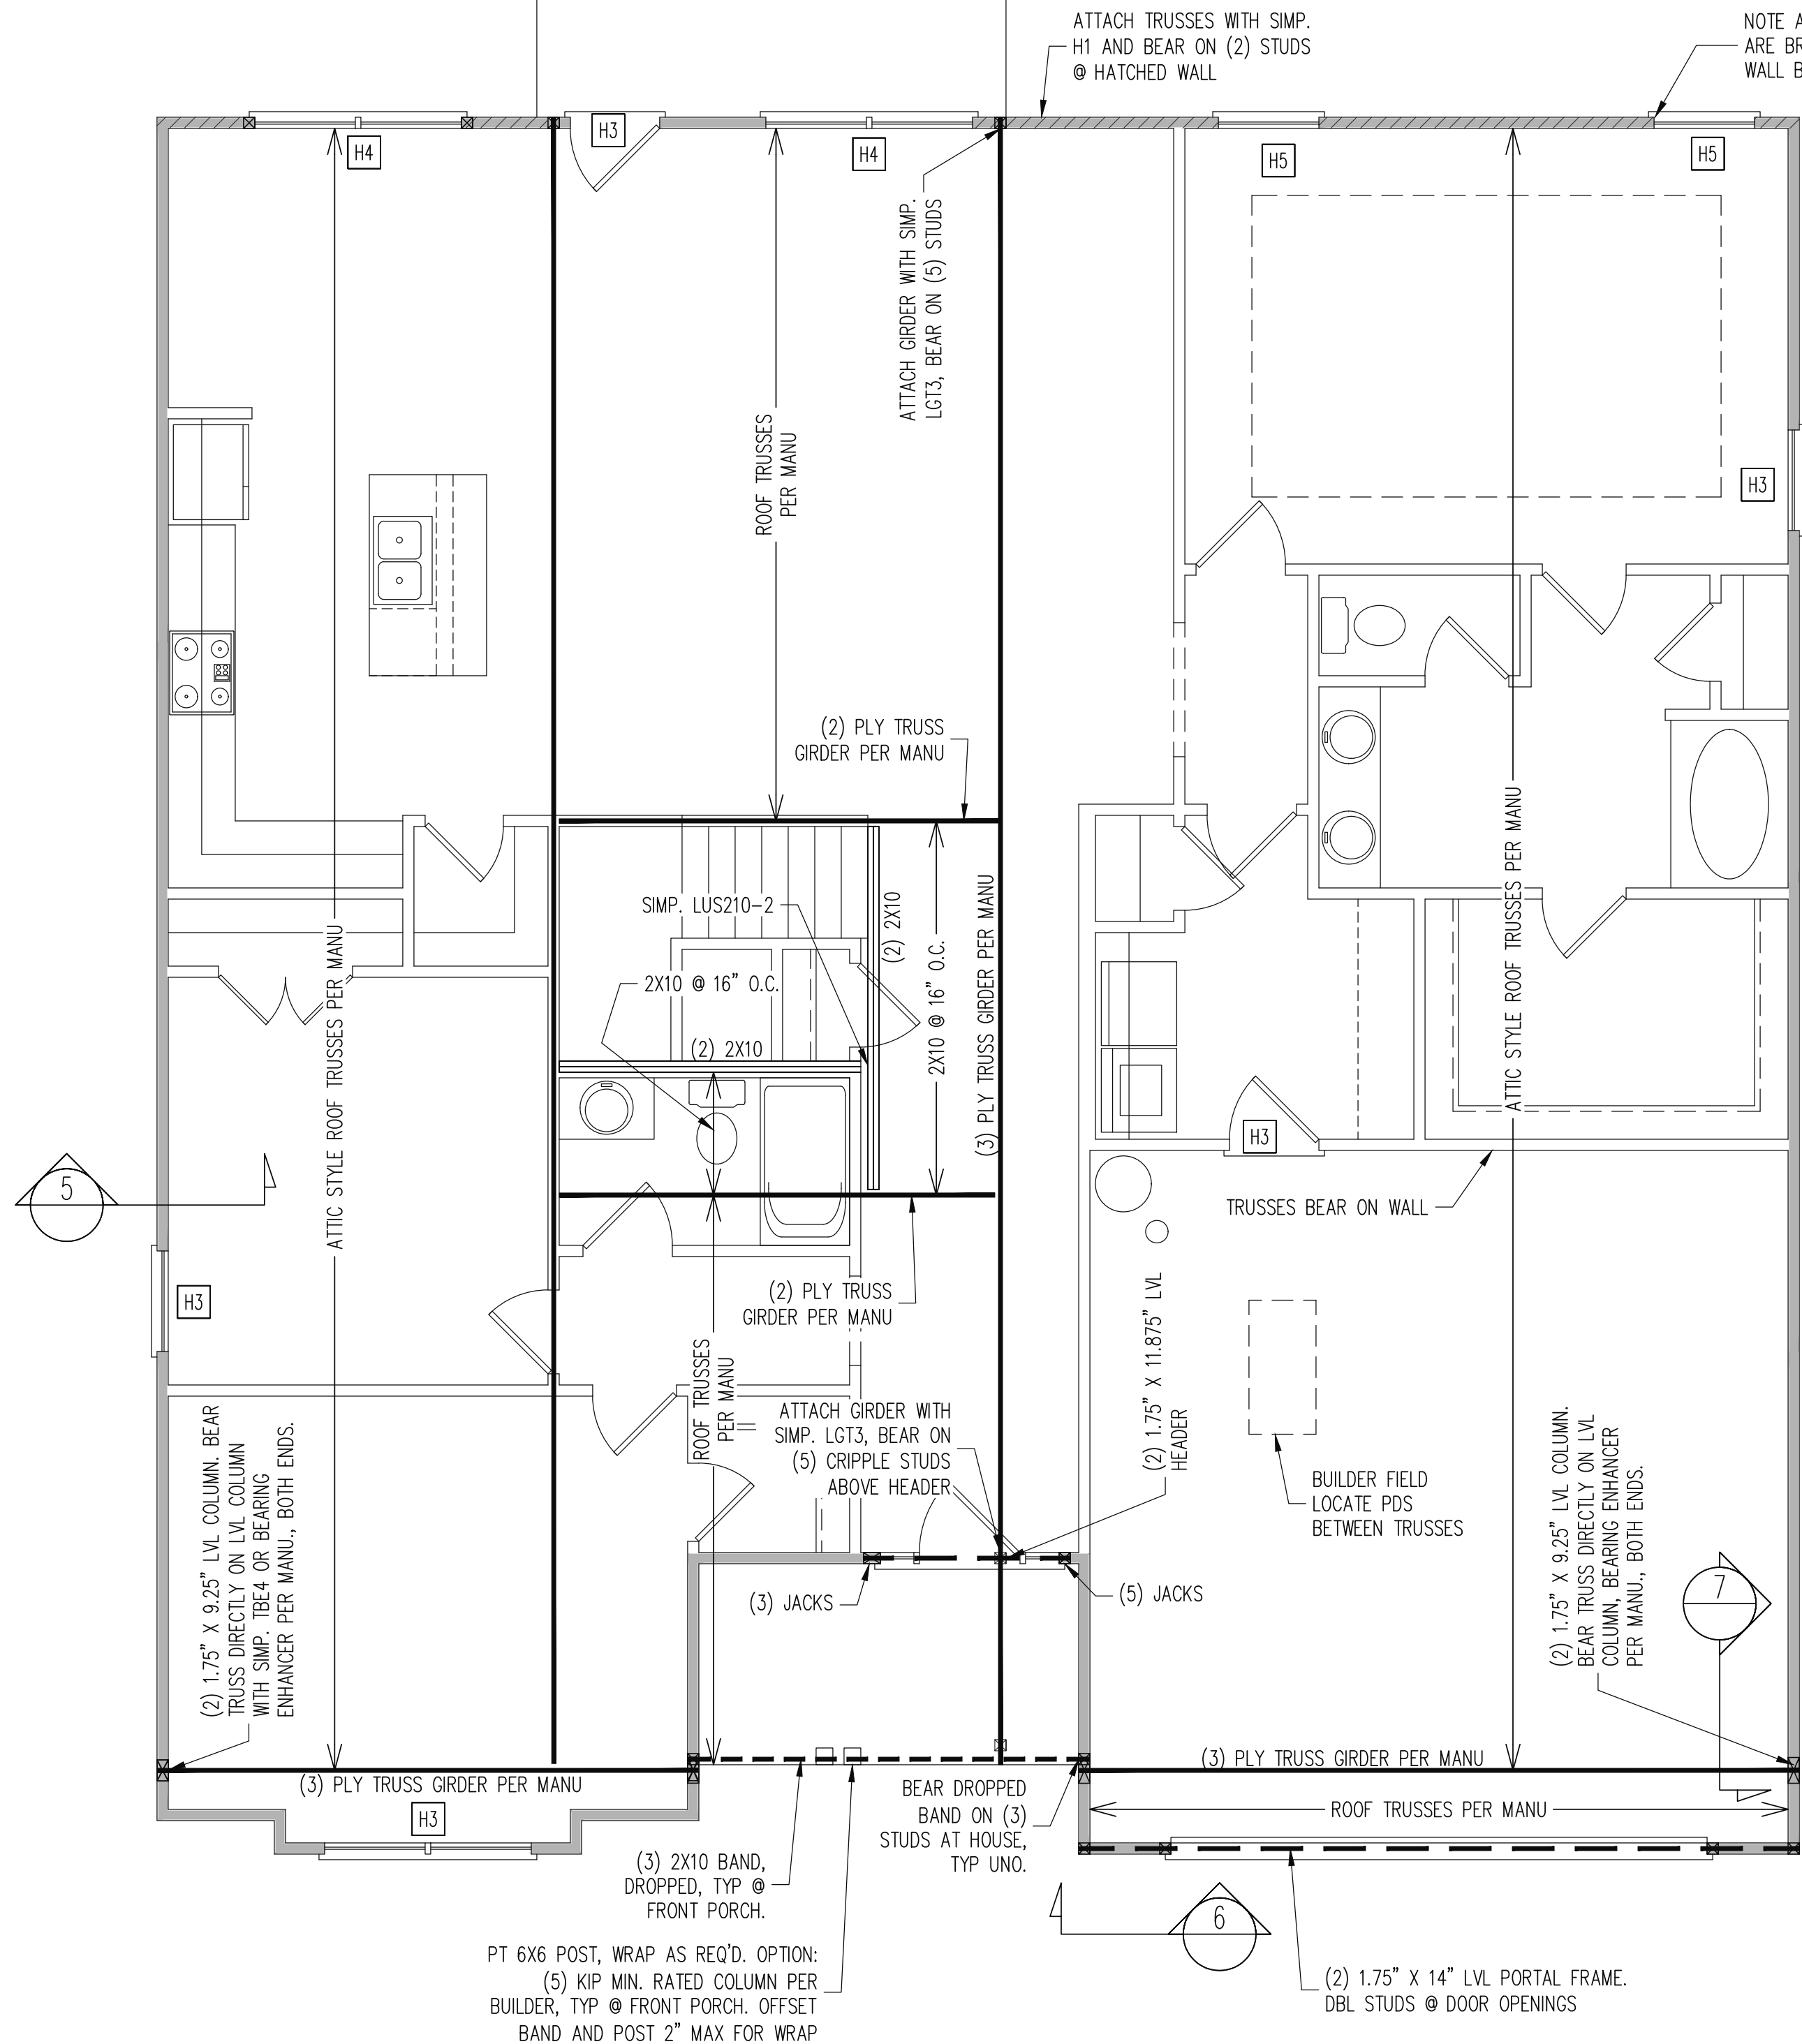 ATTACH TRUSSES WITH SIMP.
H1 AND BEAR ON (2) STUDS
@ HATCHED WALL
NOTE
ARE
WALL
H4
H3
H4
H5
H5
ATTACH GIRDER WITH SIMP.
LGT3, BEAR ON (5) STUDS
ROOF TRUSSES
PER MANU
H3
(2) PLY TRUSS
GIRDER PER MANU
ATTIC STYLE ROOF TRUSSES PER MANU
SIMP. LUS210-2
(2) 2X10
2X10 @ 16" O.C.
(3) PLY TRUSS GIRDER PER MANU
2X10 @ 16" O.C.
(2) 2X10
ATTIC STYLE ROOF TRUSSES PER MANU
H3
5
TRUSSES BEAR ON WALL
H3
(2) PLY TRUSS
GIRDER PER MANU
ROOF TRUSSES
PER MANU
(2) 1.75" X 11.875" LVL
HEADER
ATTACH GIRDER WITH
SIMP. LGT3, BEAR ON
(5) CRIPPLE STUDS
ABOVE HEADER
BUILDER FIELD
LOCATE PDS
BETWEEN TRUSSES
(2) 1.75" X 9.25" LVL COLUMN. BEAR
TRUSS DIRECTLY ON LVL COLUMN
WITH SIMP. TBE4 OR BEARING
ENHANCER PER MANU., BOTH ENDS.
(2) 1.75" X 9.25" LVL COLUMN.
BEAR TRUSS DIRECTLY ON LVL
COLUMN, BEARING ENHANCER
PER MANU., BOTH ENDS.
(3) JACKS
(5) JACKS
7
(3) PLY TRUSS GIRDER PER MANU
(3) PLY TRUSS GIRDER PER MANU
H3
BEAR DROPPED
BAND ON (3)
STUDS AT HOUSE,
TYP UNO.
ROOF TRUSSES PER MANU
(3) 2X10 BAND,
DROPPED, TYP @
FRONT PORCH.
6
PT 6X6 POST, WRAP AS REQ'D. OPTION:
(5) KIP MIN. RATED COLUMN PER
BUILDER, TYP @ FRONT PORCH. OFFSET
BAND AND POST 2" MAX FOR WRAP
(2) 1.75" X 14" LVL PORTAL FRAME.
DBL STUDS @ DOOR OPENINGS